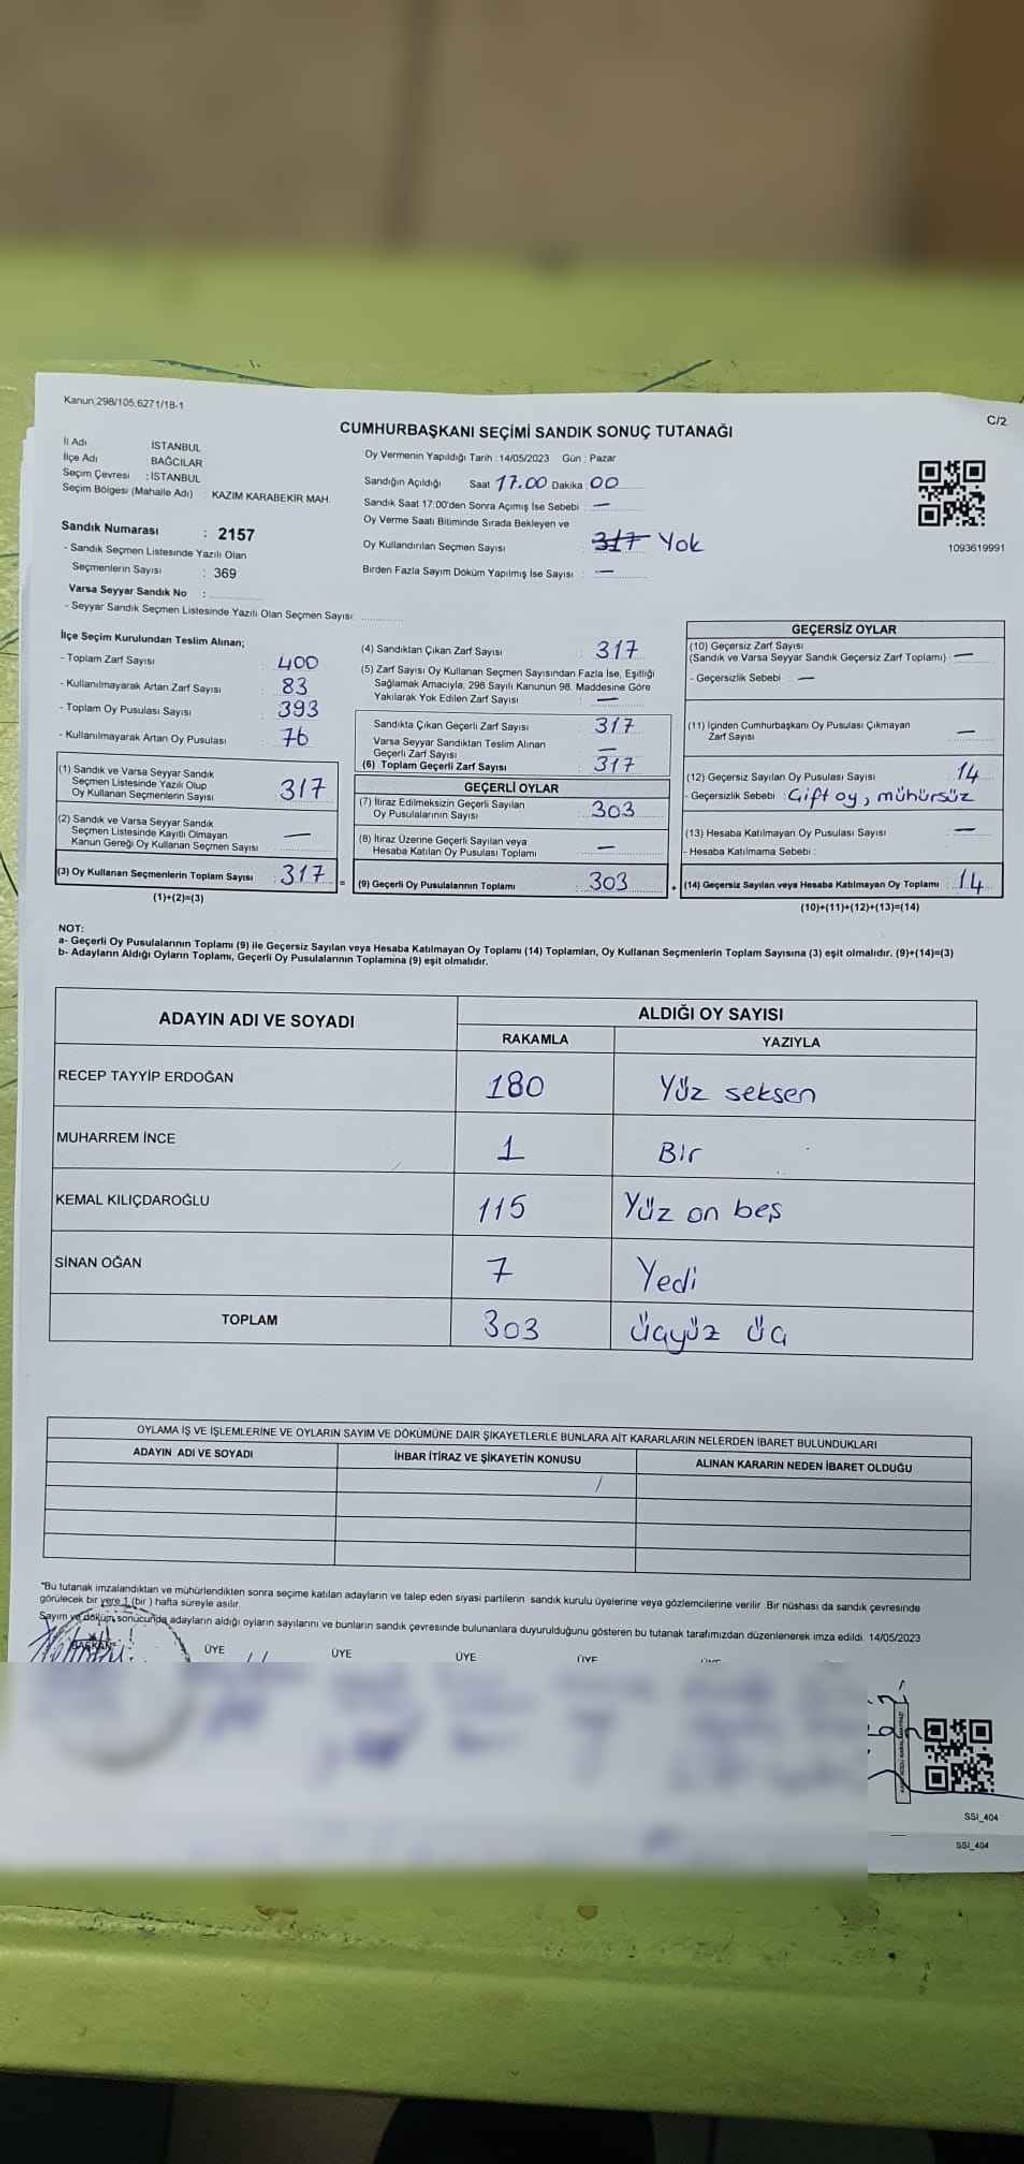 Kanun 298/105,6271/18-1
C/2
CUMHURBAŞKANI SEÇİMİ SANDIK SONUÇ TUTANAĞI
İl Adı İSTANBUL
İlçe Adı : BAĞCILAR
Seçim Çevresi : İSTANBUL
Seçim Bölgesi (Mahalle Adı) : KAZIM KARABEKİR MAH.
Sandık Numarası : 2157
- Sandık Seçmen Listesinde Yazılı Olan
Seçmenlerin Sayısı : 369
Varsa Seyyar Sandık No :
- Seyyar Sandık Seçmen Listesinde Yazılı Olan Seçmen Sayısı
Oy Vermenin Yapıldığı Tarih : 14/05/2023 Gün : Pazar
Sandığın Açıldığı Saat 17.00 Dakika 00
Sandık Saat 17:00'den Sonra Açımış İse Sebebi : —
Oy Verme Saati Bitiminde Sırada Bekleyen ve
Oy Kullandırılan Seçmen Sayısı : 317 Yok
Birden Fazla Sayım Döküm Yapılmış İse Sayısı : —
1093619991
İlçe Seçim Kurulundan Teslim Alınan;
- Toplam Zarf Sayısı : 400
- Kullanılmayarak Artan Zarf Sayısı : 83
- Toplam Oy Pusulası Sayısı : 393
- Kullanılmayarak Artan Oy Pusulası : 76
(1) Sandık ve Varsa Seyyar Sandık
Seçmen Listesinde Yazılı Olup
Oy Kullanan Seçmenlerin Sayısı : 317
(2) Sandık ve Varsa Seyyar Sandık
Seçmen Listesinde Kayıtlı Olmayan
Kanun Gereği Oy Kullanan Seçmen Sayısı —
(3) Oy Kullanan Seçmenlerin Toplam Sayısı : 317 =
(1)+(2)=(3)
(4) Sandıktan Çıkan Zarf Sayısı : 317
(5) Zarf Sayısı Oy Kullanan Seçmen Sayısından Fazla İse, Eşitliği
Sağlamak Amacıyla, 298 Sayılı Kanunun 98. Maddesine Göre
Yakılarak Yok Edilen Zarf Sayısı : —
Sandıkta Çıkan Geçerli Zarf Sayısı : 317
Varsa Seyyar Sandıktan Teslim Alınan
Geçerli Zarf Sayısı —
(6) Toplam Geçerli Zarf Sayısı : 317
GEÇERLİ OYLAR
(7) İtiraz Edilmeksizin Geçerli Sayılan
Oy Pusulalarının Sayısı : 303
(8) İtiraz Üzerine Geçerli Sayılan veya
Hesaba Katılan Oy Pusulası Toplamı : —
(9) Geçerli Oy Pusulalarının Toplamı : 303 +
GEÇERSİZ OYLAR
(10) Geçersiz Zarf Sayısı
(Sandık ve Varsa Seyyar Sandık Geçersiz Zarf Toplamı) —
- Geçersizlik Sebebi : —
(11) İçinden Cumhurbaşkanı Oy Pusulası Çıkmayan
Zarf Sayısı —
(12) Geçersiz Sayılan Oy Pusulası Sayısı : 14
- Geçersizlik Sebebi : Çift oy, mühürsüz
(13) Hesaba Katılmayan Oy Pusulası Sayısı : —
- Hesaba Katılmama Sebebi :
(14) Geçersiz Sayılan veya Hesaba Katılmayan Oy Toplamı : 14
(10)+(11)+(12)+(13)=(14)
NOT:
a- Geçerli Oy Pusulalarının Toplamı (9) ile Geçersiz Sayılan veya Hesaba Katılmayan Oy Toplamı (14) Toplamları, Oy Kullanan Seçmenlerin Toplam Sayısına (3) eşit olmalıdır. (9)+(14)=(3)
b- Adayların Aldığı Oyların Toplamı, Geçerli Oy Pusulalarının Toplamına (9) eşit olmalıdır.
ADAYIN ADI VE SOYADI ALDIĞI OY SAYISI
RAKAMLA YAZIYLA
RECEP TAYYİP ERDOĞAN 180 Yüz seksen
MUHARREM İNCE 1 Bir
KEMAL KILIÇDAROĞLU 115 Yüz on beş
SİNAN OĞAN 7 Yedi
TOPLAM 303 üçyüz üç
OYLAMA İŞ VE İŞLEMLERİNE VE OYLARIN SAYIM VE DÖKÜMÜNE DAİR ŞİKAYETLERLE BUNLARA AİT KARARLARIN NELERDEN İBARET BULUNDUKLARI
ADAYIN ADI VE SOYADI İHBAR İTİRAZ VE ŞİKAYETİN KONUSU ALINAN KARARIN NEDEN İBARET OLDUĞU
"Bu tutanak imzalandıktan ve mühürlendikten sonra seçime katılan adayların ve talep eden siyasi partilerin sandık kurulu üyelerine veya gözlemcilerine verilir. Bir nüshası da sandık çevresinde
görülecek bir yere 1 (bir ) hafta süreyle asılır.
Sayım ve döküm sonucunda adayların aldığı oyların sayılarını ve bunların sandık çevresinde bulunanlara duyurulduğunu gösteren bu tutanak tarafımızdan düzenlenerek imza edildi. 14/05/2023
BAŞKAN ÜYE ÜYE ÜYE ÜYE
SSI_404
SSI_404